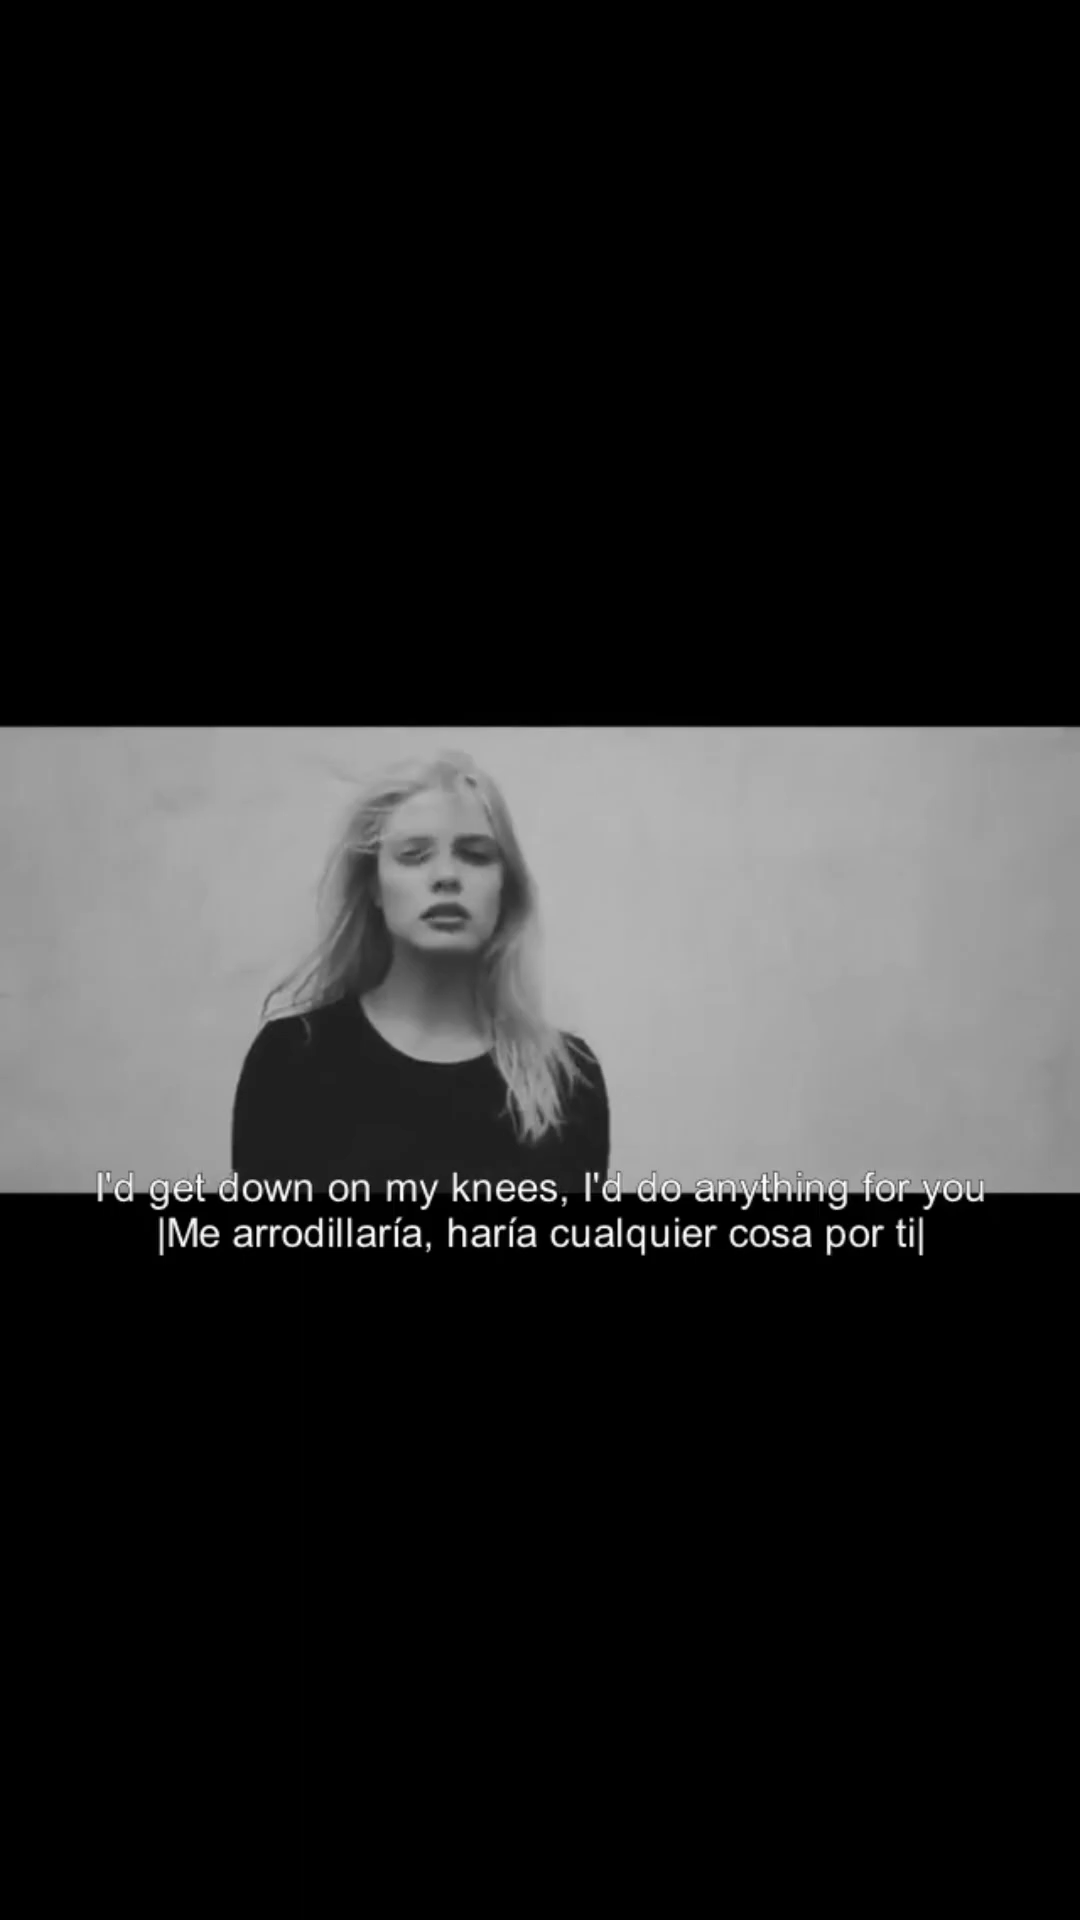 I'd get down on my knees, I'd do anything for you
|Me arrodillaría, haría cualquier cosa por ti|